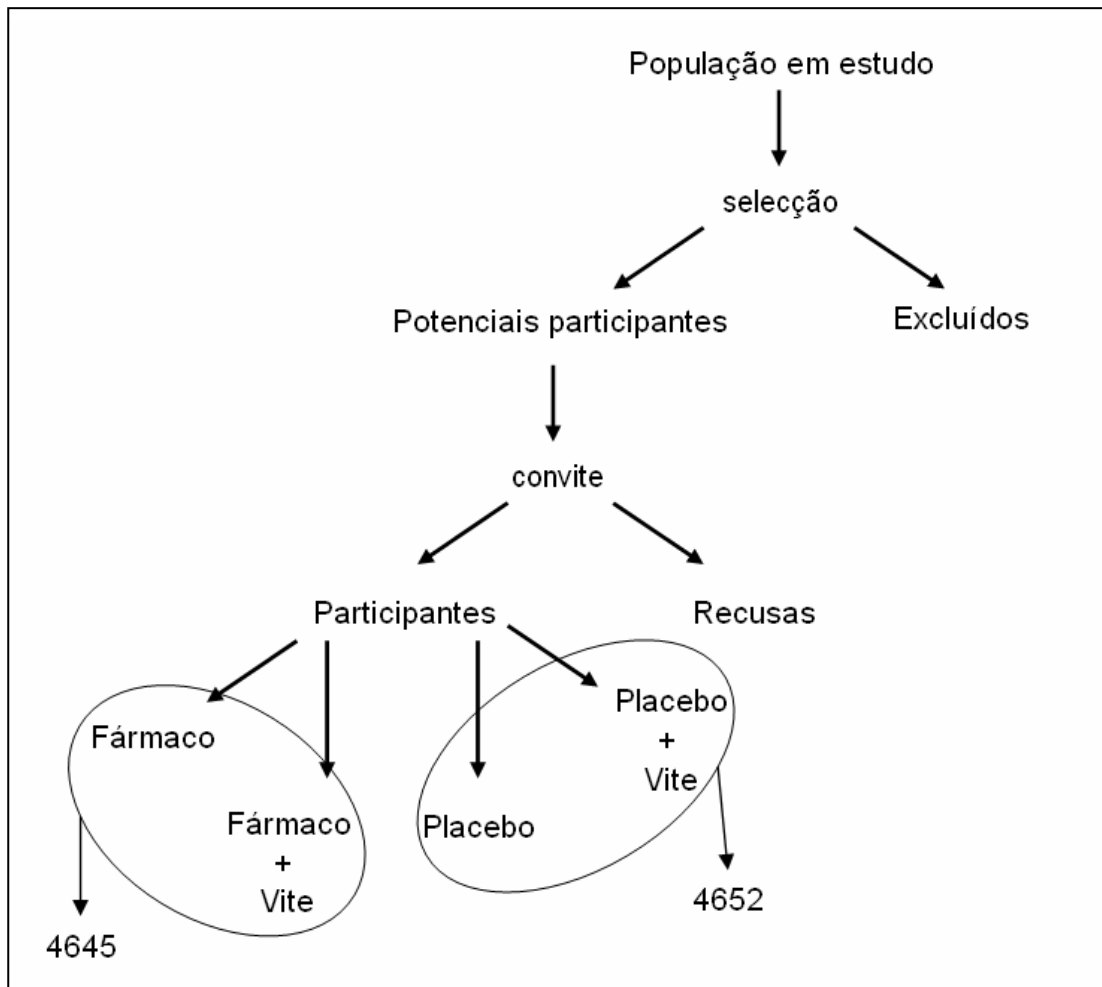 População em estudo
selecção
Potenciais participantes
Excluídos
convite
Participantes
Recusas
Fármaco
Fármaco
+
Vite
Placebo
Placebo
+
Vite
4645
4652